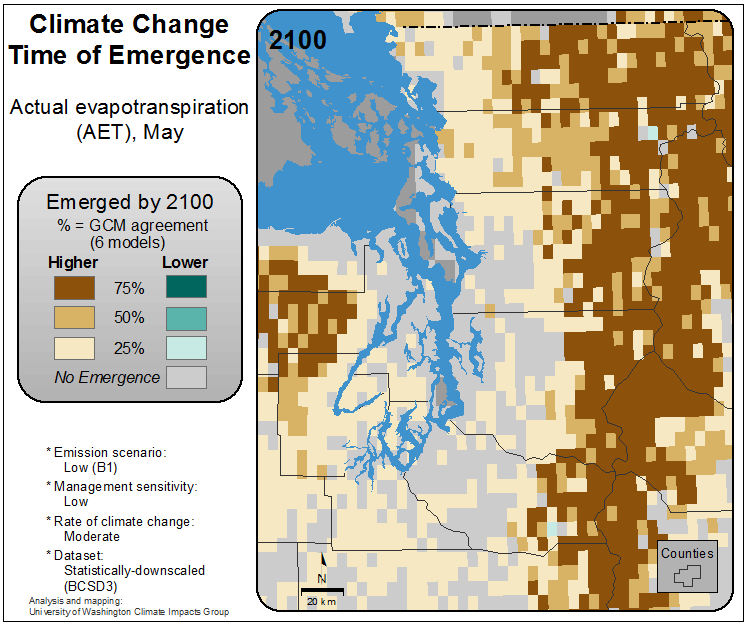 Climate Change
Time of Emergence
Actual evapotranspiration
(AET), May
Emerged by 2100
% = GCM agreement
(6 models)
Higher Lower
75%
50%
25%
No Emergence
* Emission scenario:
Low (B1)
* Management sensitivity:
Low
* Rate of climate change:
Moderate
* Dataset:
Statistically-downscaled
(BCSD3)
Analysis and mapping:
University of Washington Climate Impacts Group
2100
N
20 km
Counties